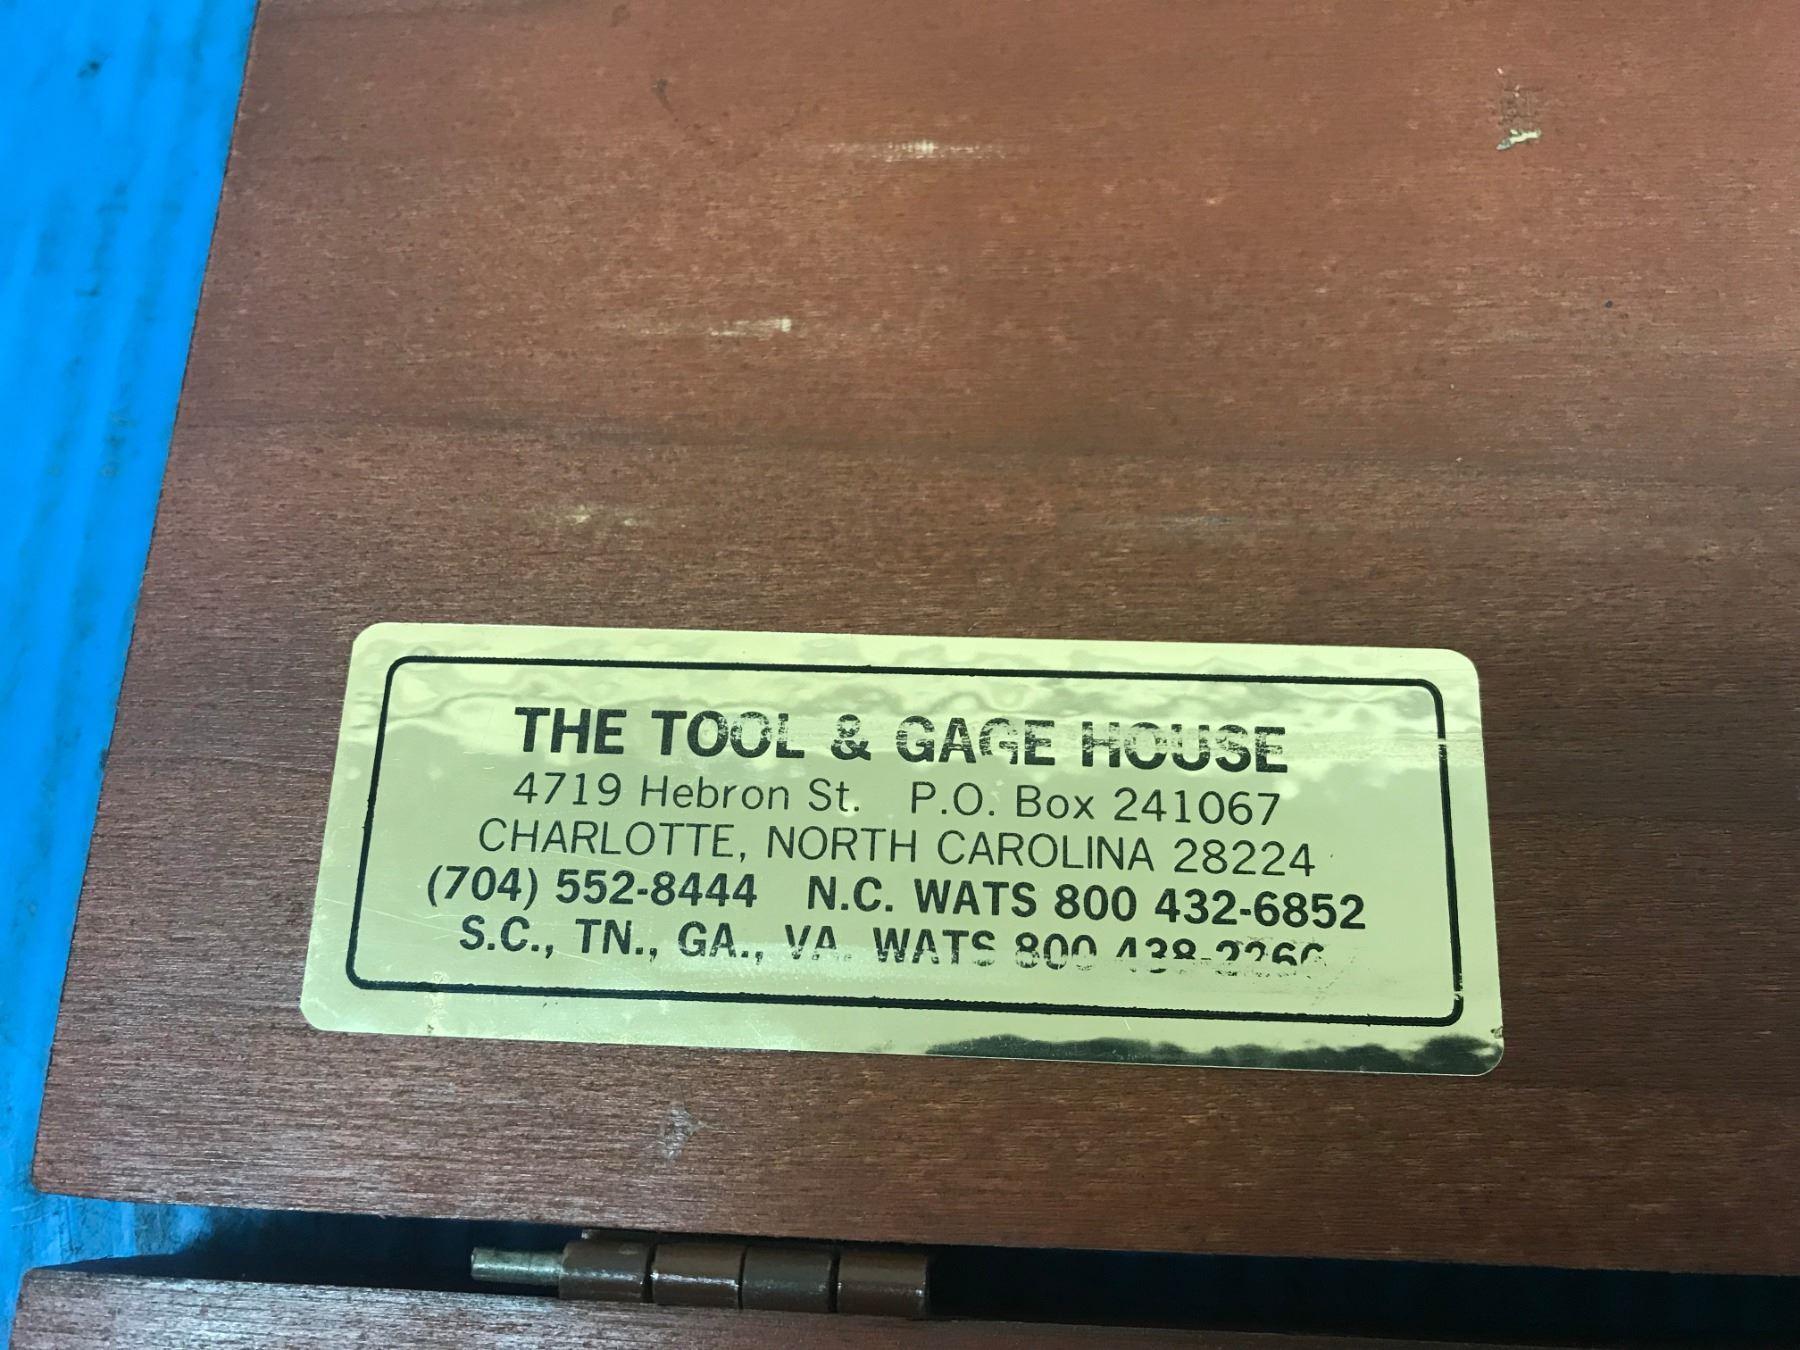 THE TOOL & GAGE HOUSE
4719 Hebron St. P.O. Box 241067
CHARLOTTE, NORTH CAROLINA 28224
(704) 552-8444 N.C. WATS 800 432-6852
S.C., TN., GA., VA. WATS 800